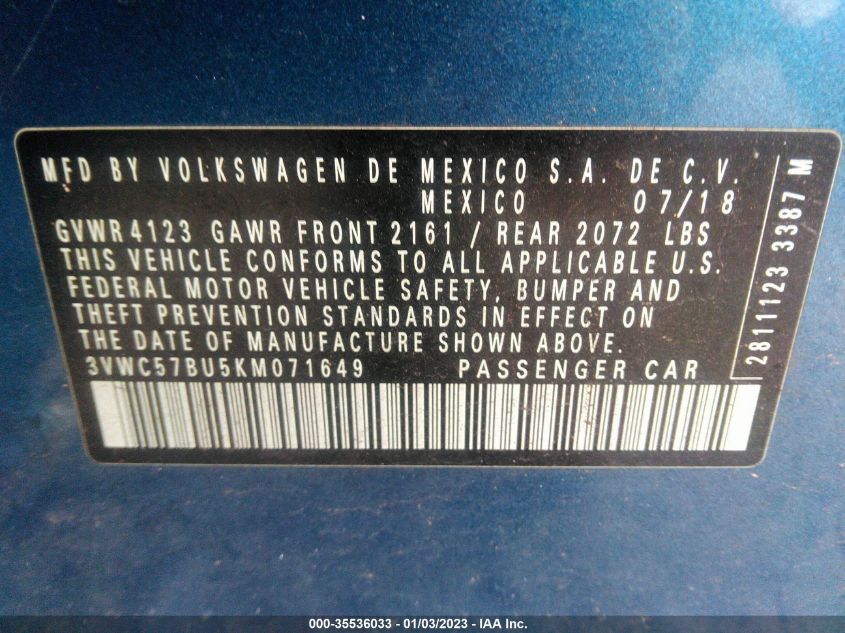 MFD BY VOLKSWAGEN DE MEXICO S.A. DE C.V.
MEXICO 07/18
GVWR4123 GAWR FRONT 2161 / REAR 2072 LBS
THIS VEHICLE CONFORMS TO ALL APPLICABLE U.S.
FEDERAL MOTOR VEHICLE SAFETY, BUMPER AND
THEFT PREVENTION STANDARDS IN EFFECT ON
THE DATE OF MANUFACTURE SHOWN ABOVE.
3VWC57BU5KM071649 PASSENGER CAR
2811123 3387 M
000-35536033 - 01/03/2023 - IAA Inc.